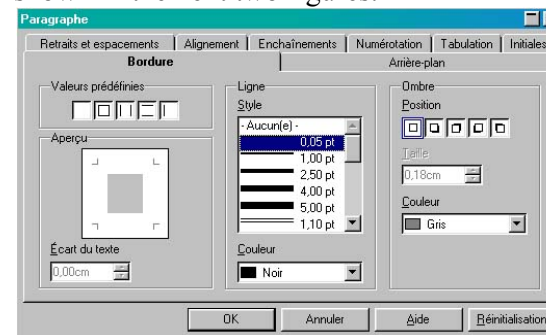 Paragraphe
Retraits et espacements Alignement Enchaînements Numérotation Tabulation Initiales
Bordure Arrière-plan
Valeurs prédéfinies
Aperçu
Écart du texte
0,00cm
Ligne
Style
- Aucun(e) -
0,05 pt
1,00 pt
2,50 pt
4,00 pt
5,00 pt
1,10 pt
Couleur
Noir
Ombre
Position
Taille
0,18cm
Couleur
Gris
OK Annuler Aide Réinitialisation